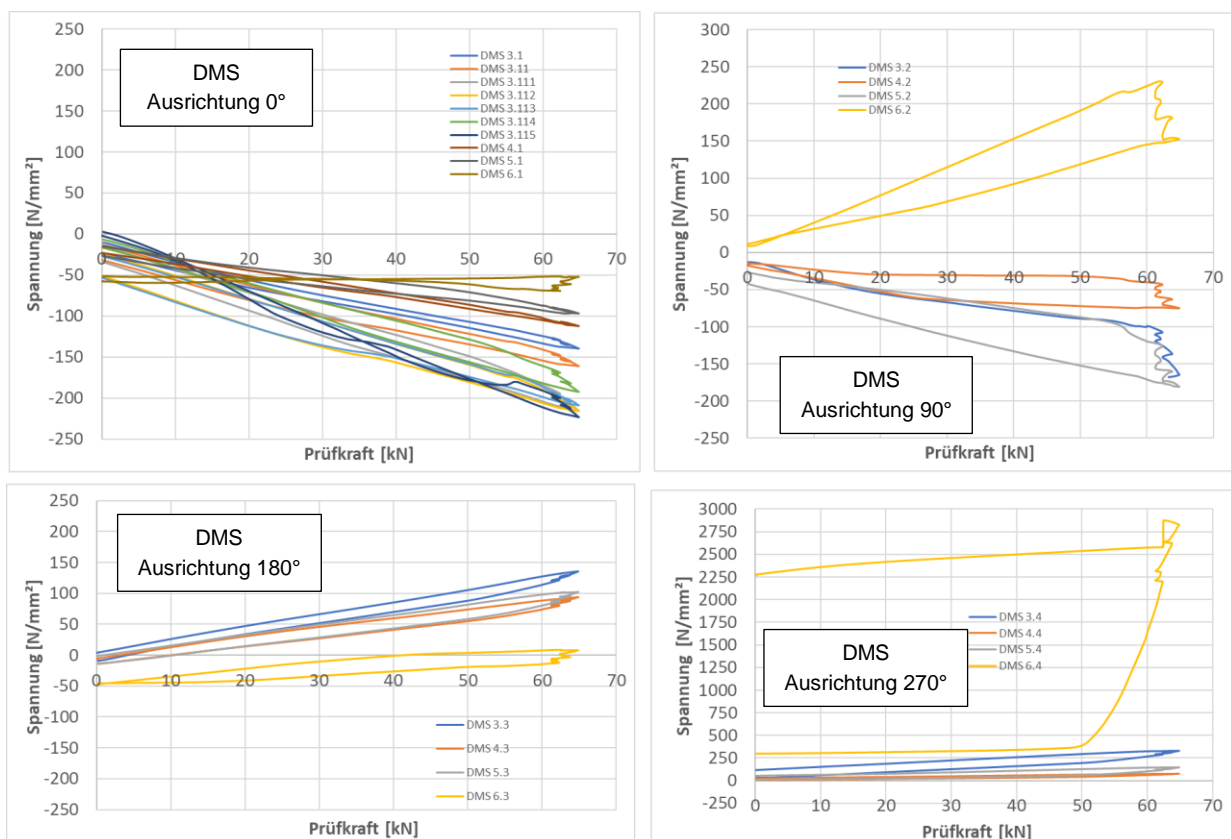 250
200
150
100
50
0
-50
-100
-150
-200
-250
Spannung [N/mm²]
0 10 20 30 40 50 60 70
Prüfkraft [kN]
DMS
Ausrichtung 0°
DMS 3.1
DMS 3.11
DMS 3.111
DMS 3.112
DMS 3.113
DMS 3.114
DMS 3.115
DMS 4.1
DMS 5.1
DMS 6.1
300
250
200
150
100
50
0
-50
-100
-150
-200
-250
Spannung [N/mm²]
0 10 20 30 40 50 60 70
Prüfkraft [kN]
DMS 3.2
DMS 4.2
DMS 5.2
DMS 6.2
DMS
Ausrichtung 90°
250
200
150
100
50
0
-50
-100
-150
-200
-250
Spannung [N/mm²]
0 10 20 30 40 50 60 70
Prüfkraft [kN]
DMS
Ausrichtung 180°
DMS 3.3
DMS 4.3
DMS 5.3
DMS 6.3
3000
2750
2500
2250
2000
1750
1500
1250
1000
750
500
250
0
-250
Spannung [N/mm²]
0 10 20 30 40 50 60 70
Prüfkraft [kN]
DMS 3.4
DMS 4.4
DMS 5.4
DMS 6.4
DMS
Ausrichtung 270°